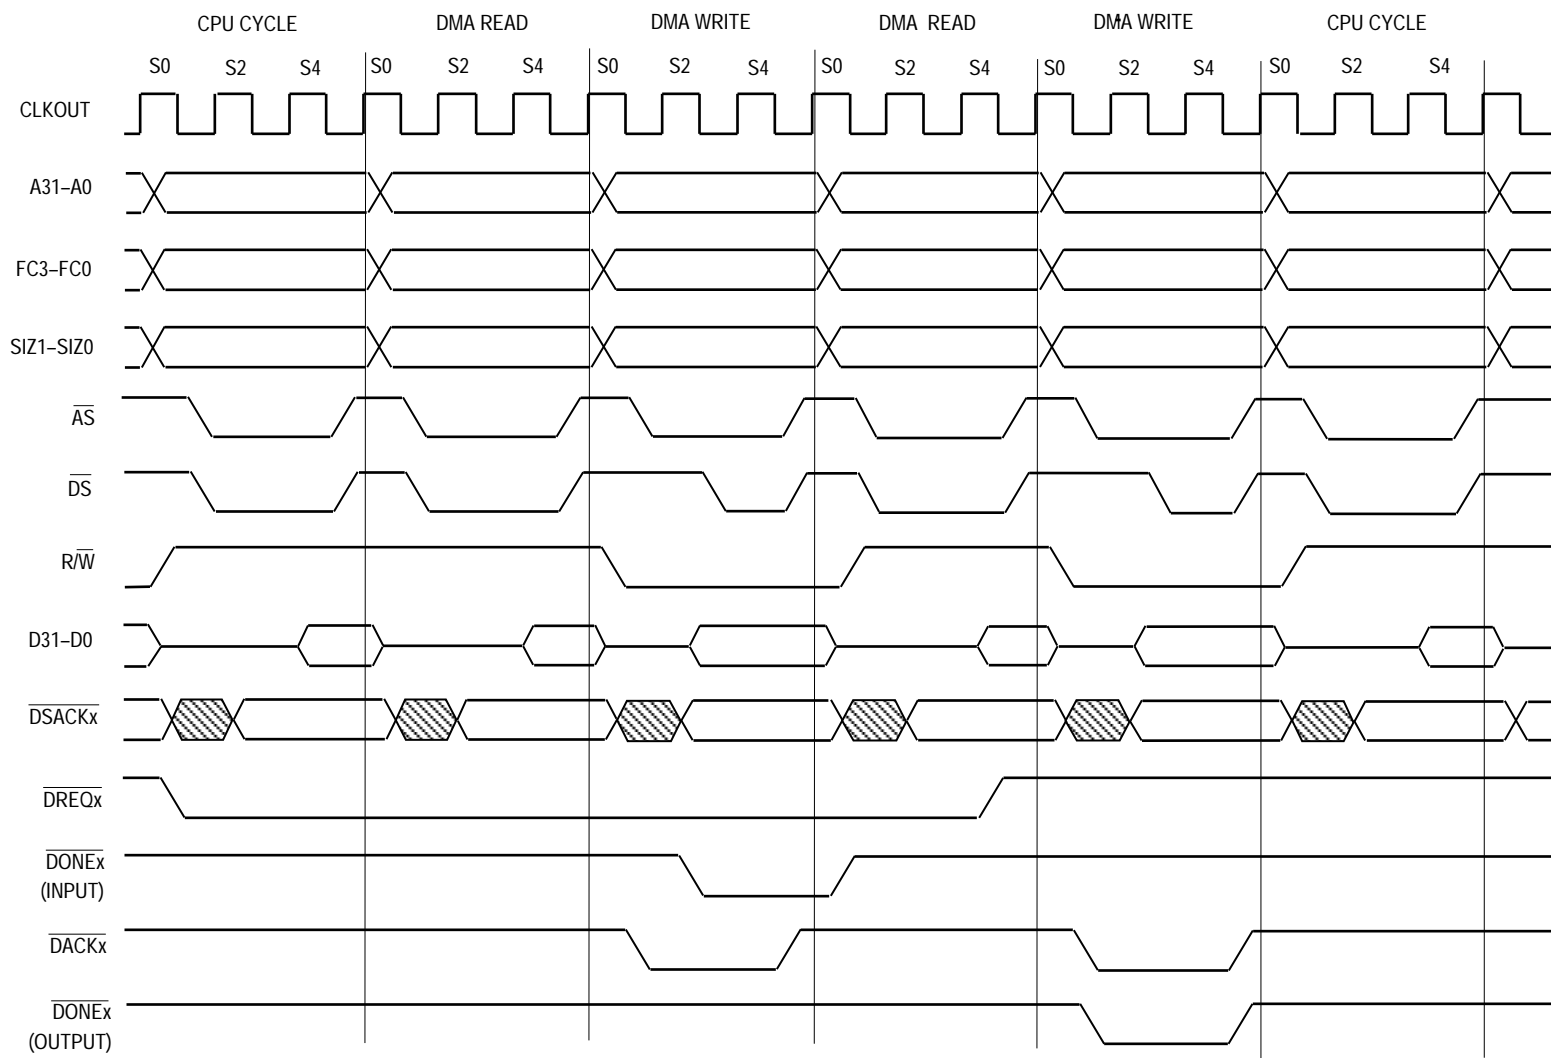 CPU CYCLE DMA READ DMA WRITE DMA READ DMA WRITE CPU CYCLE
S0 S2 S4 S0 S2 S4 S0 S2 S4 S0 S2 S4 S0 S2 S4 S0 S2 S4
CLKOUT
A31–A0
FC3–FC0
SIZ1–SIZ0
AS
DS
R/W
D31–D0
DSACKx
DREQx
DONEx
(INPUT)
DACKx
DONEx
(OUTPUT)